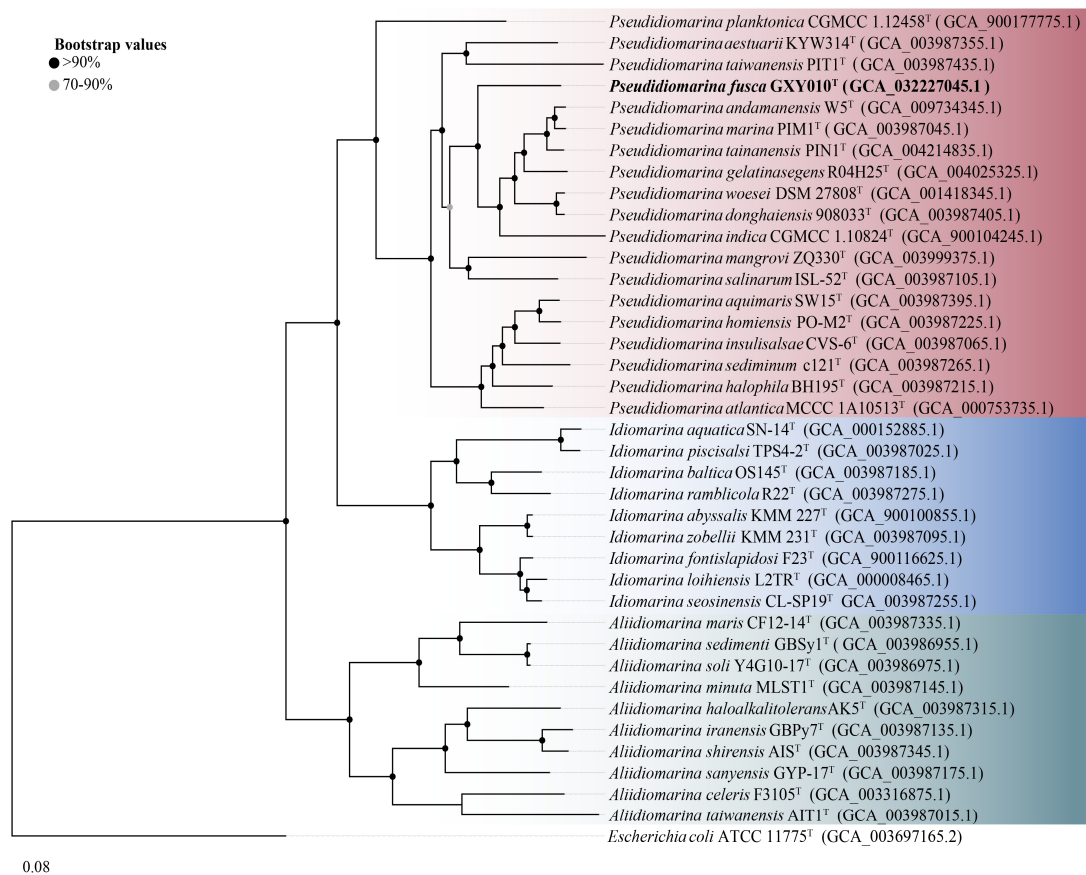 Pseudidiomarina planktonica CGMCC 1.12458ᵀ (GCA_900177775.1)
Bootstrap values
>90%
70-90%
Pseudidiomarina aestuarii KYW314ᵀ (GCA_003987355.1)
Pseudidiomarina taiwanensis PIT1ᵀ (GCA_003987435.1)
Pseudidiomarina fusca GXY010ᵀ (GCA_032227045.1)
Pseudidiomarina andamanensis W5ᵀ (GCA_009734345.1)
Pseudidiomarina marina PIM1ᵀ ( GCA_003987045.1)
Pseudidiomarina tainanensis PIN1ᵀ (GCA_004214835.1)
Pseudidiomarina gelatinasegens R04H25ᵀ (GCA_004025325.1)
Pseudidiomarina woesei DSM 27808ᵀ (GCA_001418345.1)
Pseudidiomarina donghaiensis 908033ᵀ (GCA_003987405.1)
Pseudidiomarina indica CGMCC 1.10824ᵀ (GCA_900104245.1)
Pseudidiomarina mangrovi ZQ330ᵀ (GCA_003999375.1)
Pseudidiomarina salinarum ISL-52ᵀ (GCA_003987105.1)
Pseudidiomarina aquimaris SW15ᵀ (GCA_003987395.1)
Pseudidiomarina homiensis PO-M2ᵀ (GCA_003987225.1)
Pseudidiomarina insulisalsae CVS-6ᵀ (GCA_003987065.1)
Pseudidiomarina sediminum c121ᵀ (GCA_003987265.1)
Pseudidiomarina halophila BH195ᵀ (GCA_003987215.1)
Pseudidiomarina atlantica MCCC 1A10513ᵀ (GCA_000753735.1)
Idiomarina aquatica SN-14ᵀ (GCA_000152885.1)
Idiomarina piscisalsi TPS4-2ᵀ (GCA_003987025.1)
Idiomarina baltica OS145ᵀ (GCA_003987185.1)
Idiomarina ramblicola R22ᵀ (GCA_003987275.1)
Idiomarina abyssalis KMM 227ᵀ (GCA_900100855.1)
Idiomarina zobellii KMM 231ᵀ (GCA_003987095.1)
Idiomarina fontislapidosi F23ᵀ (GCA_900116625.1)
Idiomarina loihiensis L2TRᵀ (GCA_000008465.1)
Idiomarina seosinensis CL-SP19ᵀ GCA_003987255.1)
Aliidiomarina maris CF12-14ᵀ (GCA_003987335.1)
Aliidiomarina sedimenti GBSy1ᵀ ( GCA_003986955.1)
Aliidiomarina soli Y4G10-17ᵀ (GCA_003986975.1)
Aliidiomarina minuta MLST1ᵀ (GCA_003987145.1)
Aliidiomarina haloalkalitolerans AK5ᵀ (GCA_003987315.1)
Aliidiomarina iranensis GBPy7ᵀ (GCA_003987135.1)
Aliidiomarina shirensis AISᵀ (GCA_003987345.1)
Aliidiomarina sanyensis GYP-17ᵀ (GCA_003987175.1)
Aliidiomarina celeris F3105ᵀ (GCA_003316875.1)
Aliidiomarina taiwanensis AIT1ᵀ (GCA_003987015.1)
Escherichia coli ATCC 11775ᵀ (GCA_003697165.2)
0.08